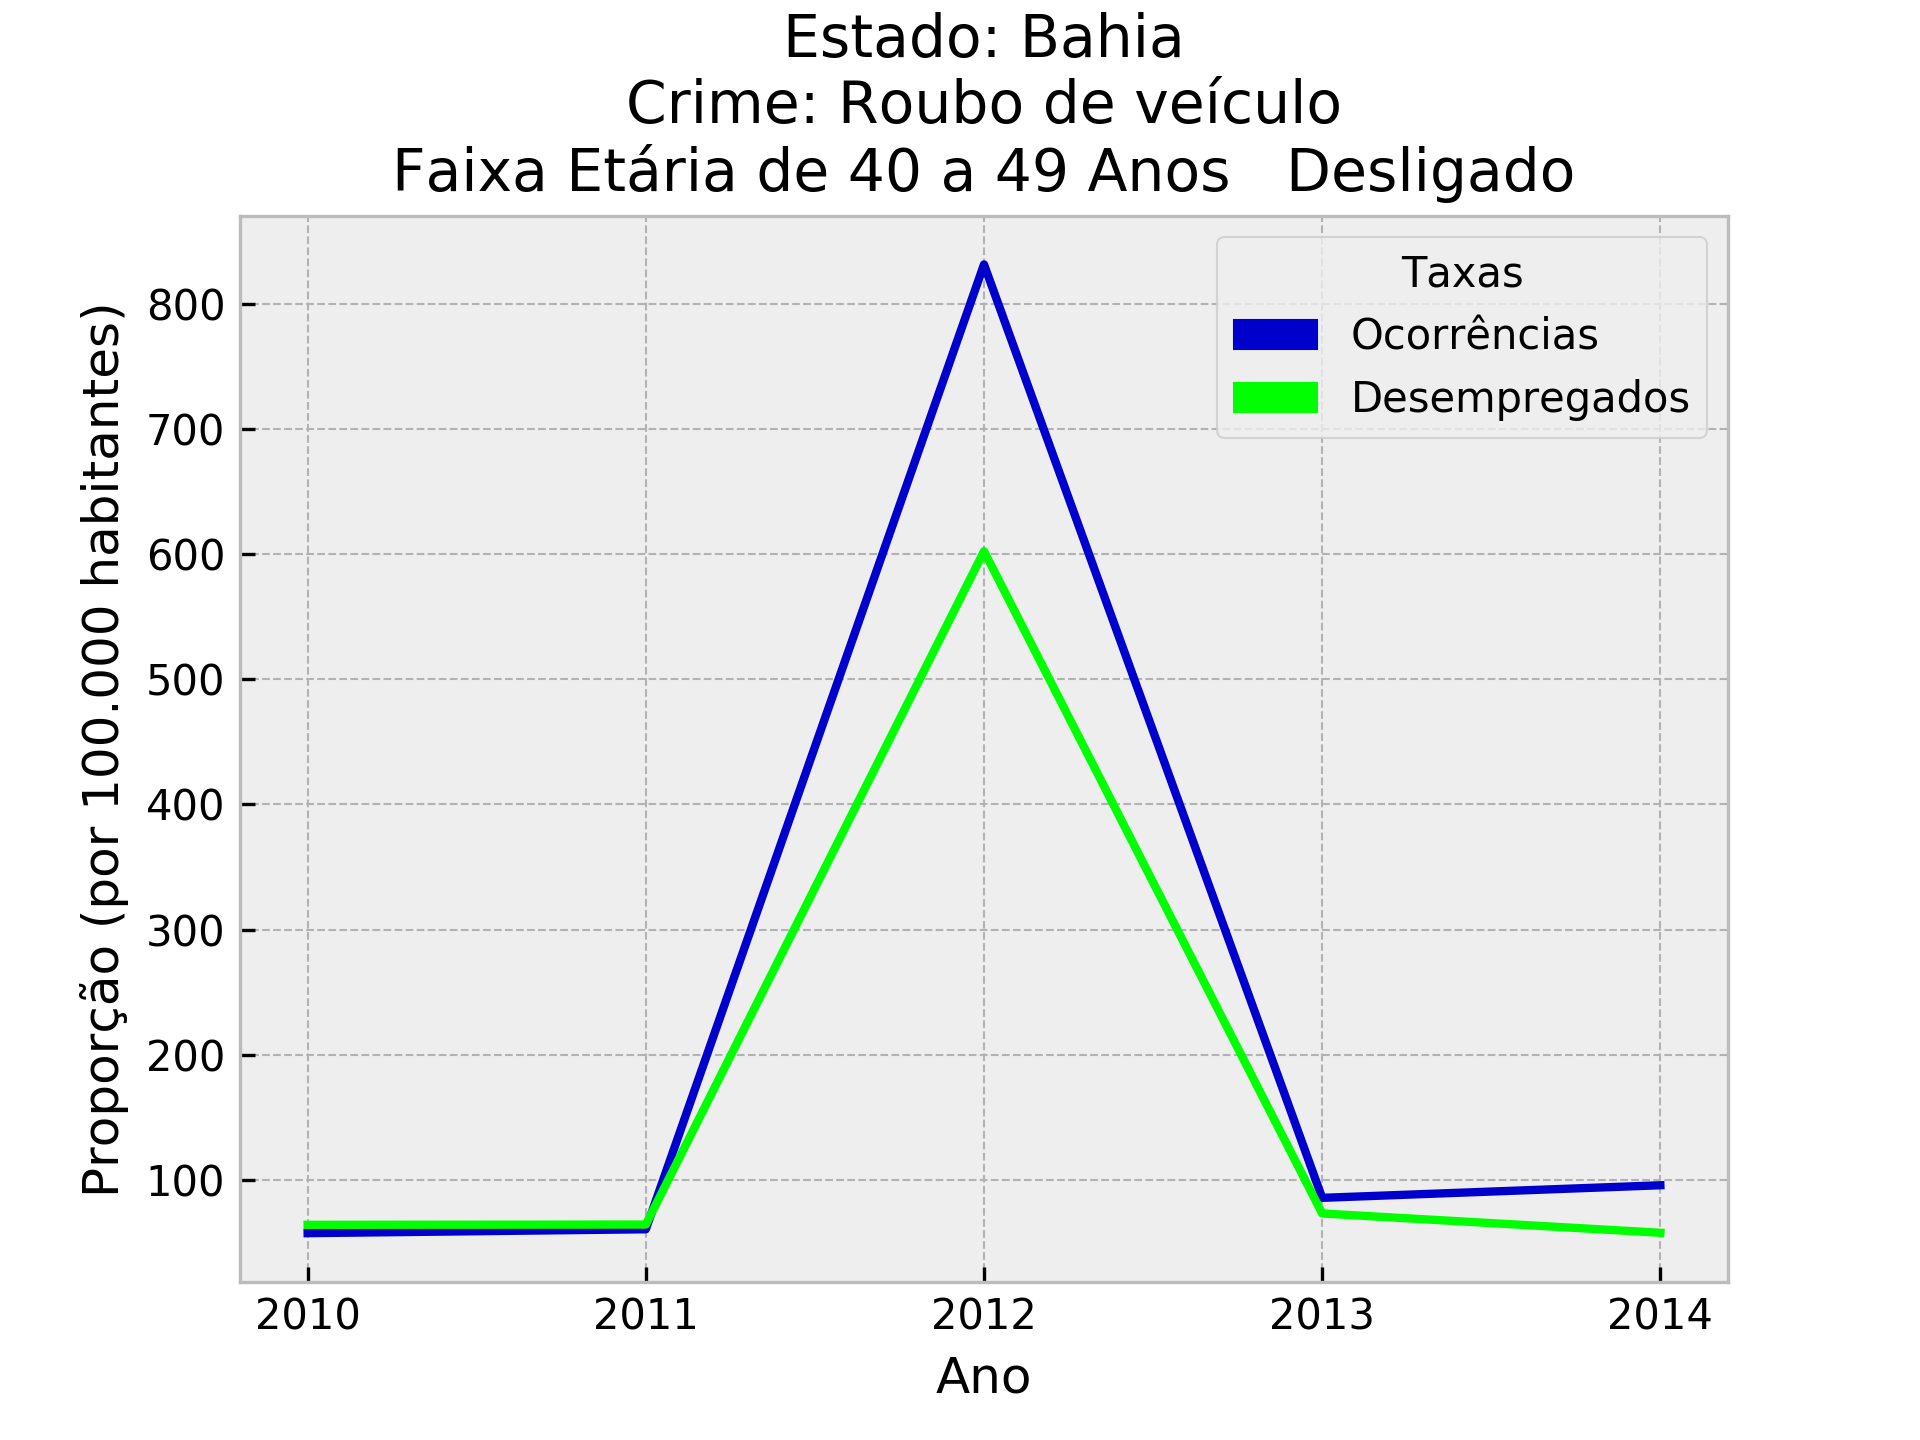 Estado: Bahia
Crime: Roubo de veículo
Faixa Etária de 40 a 49 Anos   Desligado
Proporção (por 100.000 habitantes)
800
700
600
500
400
300
200
100
Taxas
Ocorrências
Desempregados
2010 2011 2012 2013 2014
Ano